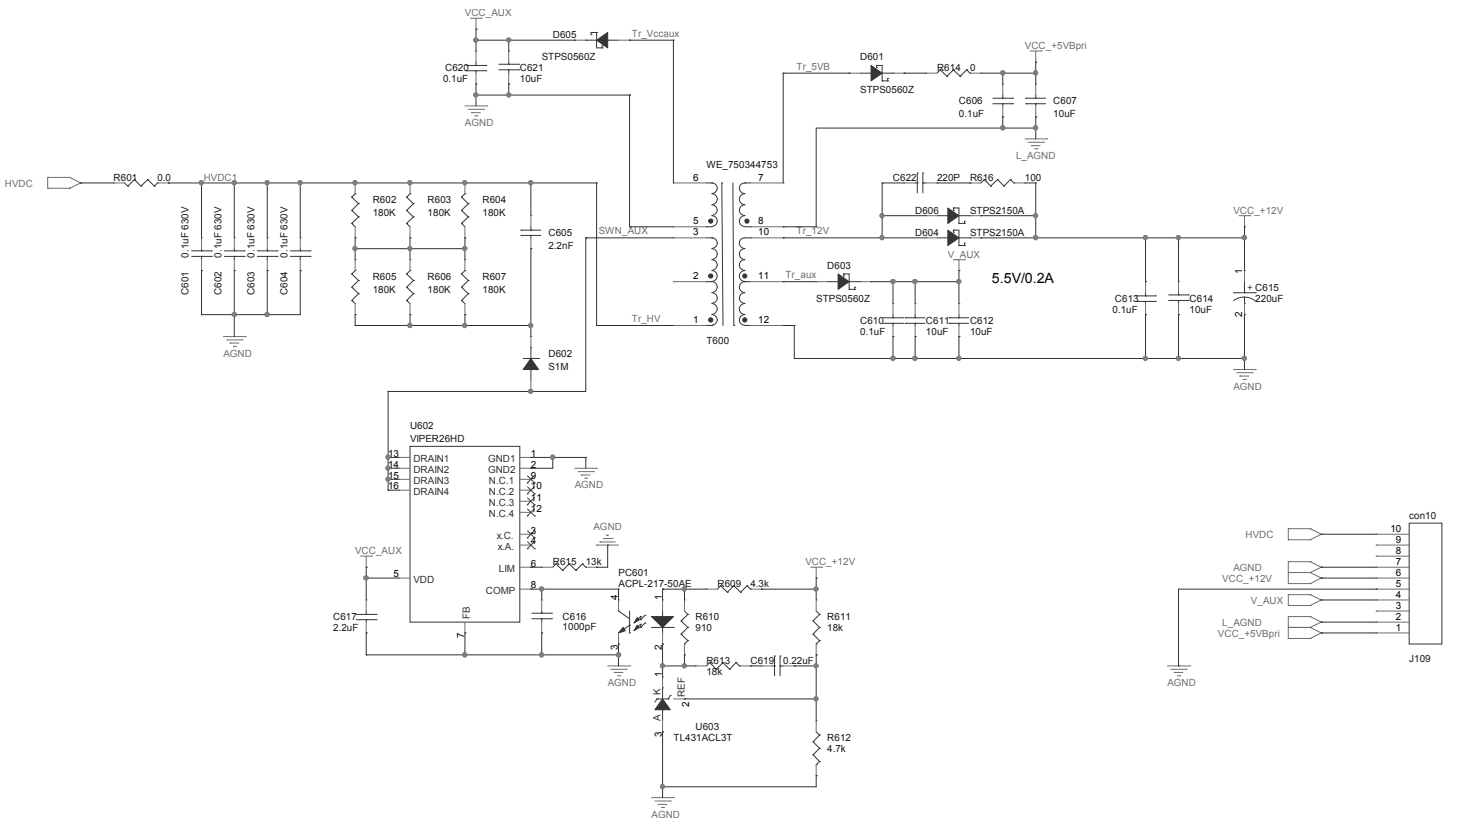 VCC_AUX
D605
Tr_Vccaux
STPS0560Z
C620
0.1uF
C621
10uF
AGND
VCC_+5VBpri
D601
Tr_5VB
R614
0
STPS0560Z
C606
0.1uF
C607
10uF
L_AGND
WE_750344753
HVDC
R601
0.0
HVDC1
6
7
5
8
3
10
2
11
1
12
T600
C622
220P
R616
100
D606
STPS2150A
D604
STPS2150A
VCC_+12V
R602
180K
R603
180K
R604
180K
C605
2.2nF
SWN_AUX
Tr_12V
V_AUX
D603
Tr_aux
STPS0560Z
5.5V/0.2A
C601
0.1uF 630V
C602
0.1uF 630V
C603
0.1uF 630V
C604
0.1uF 630V
R605
180K
R606
180K
R607
180K
Tr_HV
C610
0.1uF
C611
10uF
C612
10uF
C613
0.1uF
C614
10uF
1
+ C615
220uF
2
AGND
AGND
D602
S1M
U602
VIPER26HD
13
DRAIN1
14
DRAIN2
15
DRAIN3
16
DRAIN4
GND1
1
GND2
2
N.C.1
9
N.C.2
10
N.C.3
11
N.C.4
12
x.C.
3
x.A.
4
LIM
6
COMP
8
5
VDD
FB
7
AGND
AGND
R615
13k
VCC_AUX
C617
2.2uF
C616
1000pF
PC601
ACPL-217-50AE
4
3
1
2
R609
4.3k
VCC_+12V
R610
910
R611
18k
R613
18k
C619
0.22uF
AGND
1
K
REF
2
A
3
U603
TL431ACL3T
R612
4.7k
AGND
con10
HVDC
10
9
8
AGND
7
VCC_+12V
6
5
V_AUX
4
3
L_AGND
2
VCC_+5VBpri
1
J109
AGND